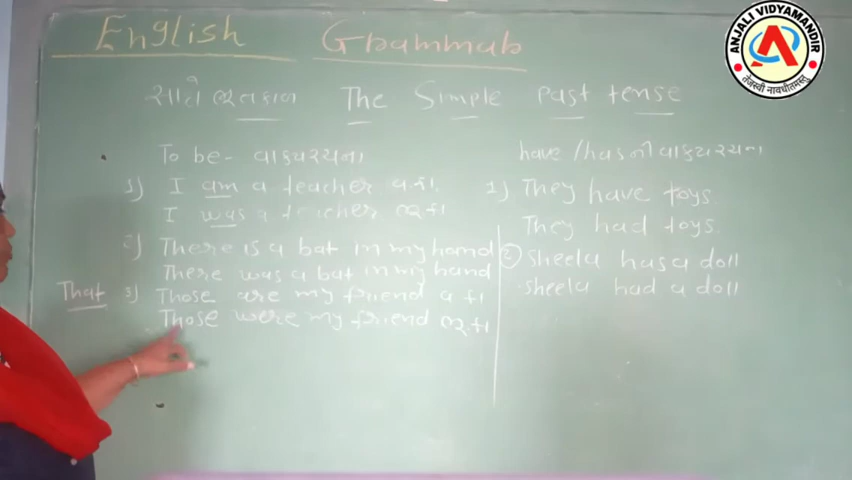 English Grammar
સાદો ભૂતકાળ The Simple Past tense
To be - વાક્યરચના
1) I am a teacher વ.કા.
I was a teacher ભૂ.કા
2) There is a bat in my hand
There was a bat in my hand
That 3) Those are my friend વ.કા
Those were my friend ભૂ.કા
have / has ની વાક્યરચના
1) They have toys.
They had toys.
2 Sheela has a doll
Sheela had a doll
ANJALI VIDYAMANDIR
A
तेजस्वी नावधीतमस्तु